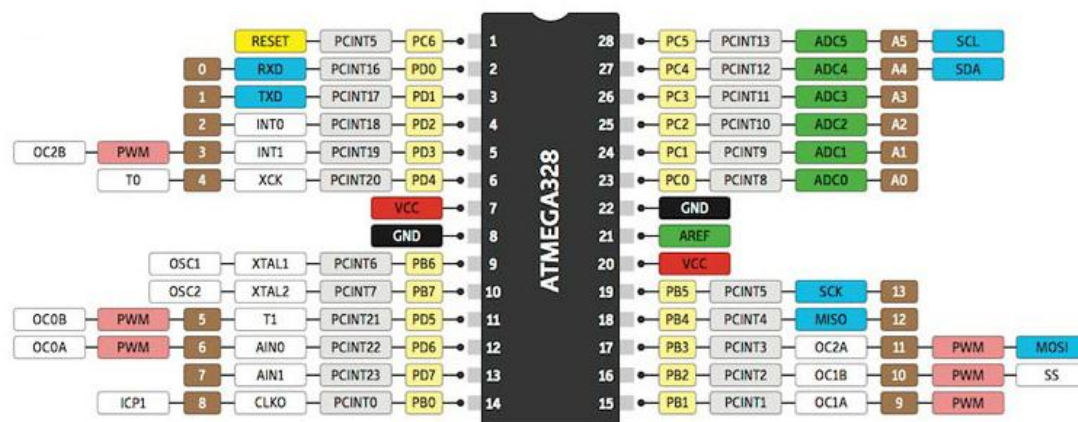 RESET PCINT5 PC6 1 28 PC5 PCINT13 ADC5 A5 SCL
0 RXD PCINT16 PD0 2 27 PC4 PCINT12 ADC4 A4 SDA
1 TXD PCINT17 PD1 3 26 PC3 PCINT11 ADC3 A3
2 INT0 PCINT18 PD2 4 25 PC2 PCINT10 ADC2 A2
OC2B PWM 3 INT1 PCINT19 PD3 5 24 PC1 PCINT9 ADC1 A1
T0 4 XCK PCINT20 PD4 6 23 PC0 PCINT8 ADC0 A0
VCC 7 22 GND
GND 8 21 AREF
OSC1 XTAL1 PCINT6 PB6 9 20 VCC
OSC2 XTAL2 PCINT7 PB7 10 19 PB5 PCINT5 SCK 13
OC0B PWM 5 T1 PCINT21 PD5 11 18 PB4 PCINT4 MISO 12
OC0A PWM 6 AIN0 PCINT22 PD6 12 17 PB3 PCINT3 OC2A 11 PWM MOSI
7 AIN1 PCINT23 PD7 13 16 PB2 PCINT2 OC1B 10 PWM SS
ICP1 8 CLKO PCINT0 PB0 14 15 PB1 PCINT1 OC1A 9 PWM
ATMEGA328